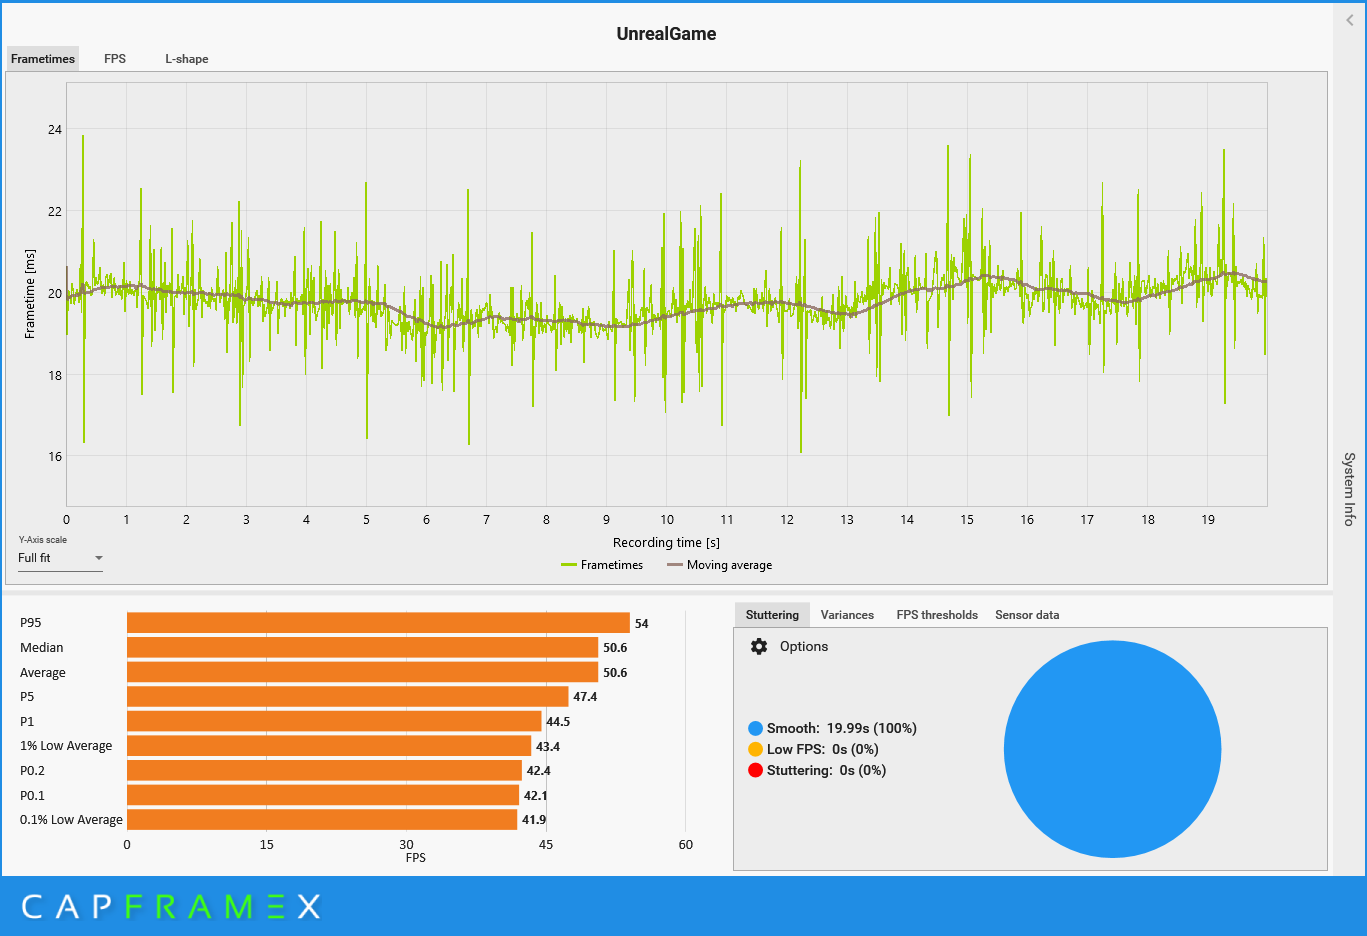 UnrealGame
Frametimes FPS L-shape
Frametime [ms]
24
22
20
18
16
0 1 2 3 4 5 6 7 8 9 10 11 12 13 14 15 16 17 18 19
Recording time [s]
Y-Axis scale
Full fit
Frametimes Moving average
System Info
P95 54
Median 50.6
Average 50.6
P5 47.4
P1 44.5
1% Low Average 43.4
P0.2 42.4
P0.1 42.1
0.1% Low Average 41.9
0 15 30 45 60
FPS
Stuttering Variances FPS thresholds Sensor data
Options
Smooth: 19.99s (100%)
Low FPS: 0s (0%)
Stuttering: 0s (0%)
CAPFRAMEX